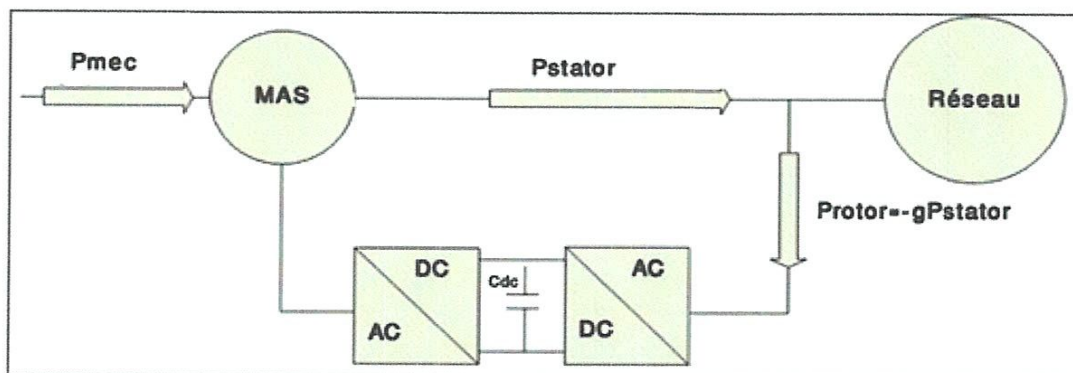 Pmec
MAS
Pstator
Réseau
Protor=-gPstator
DC
AC
Cdc
AC
DC